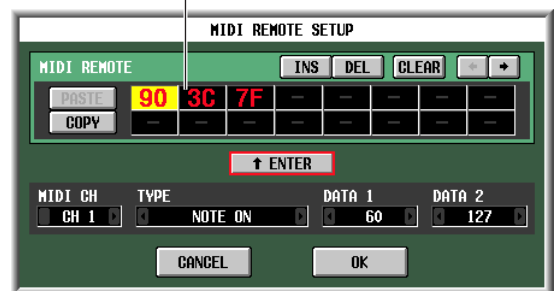 MIDI REMOTE SETUP
MIDI REMOTE INS DEL CLEAR ← →
PASTE 90 3C 7F – – – – –
COPY – – – – – – – –
↑ ENTER
MIDI CH TYPE DATA 1 DATA 2
CH 1 NOTE ON 60 127
CANCEL OK